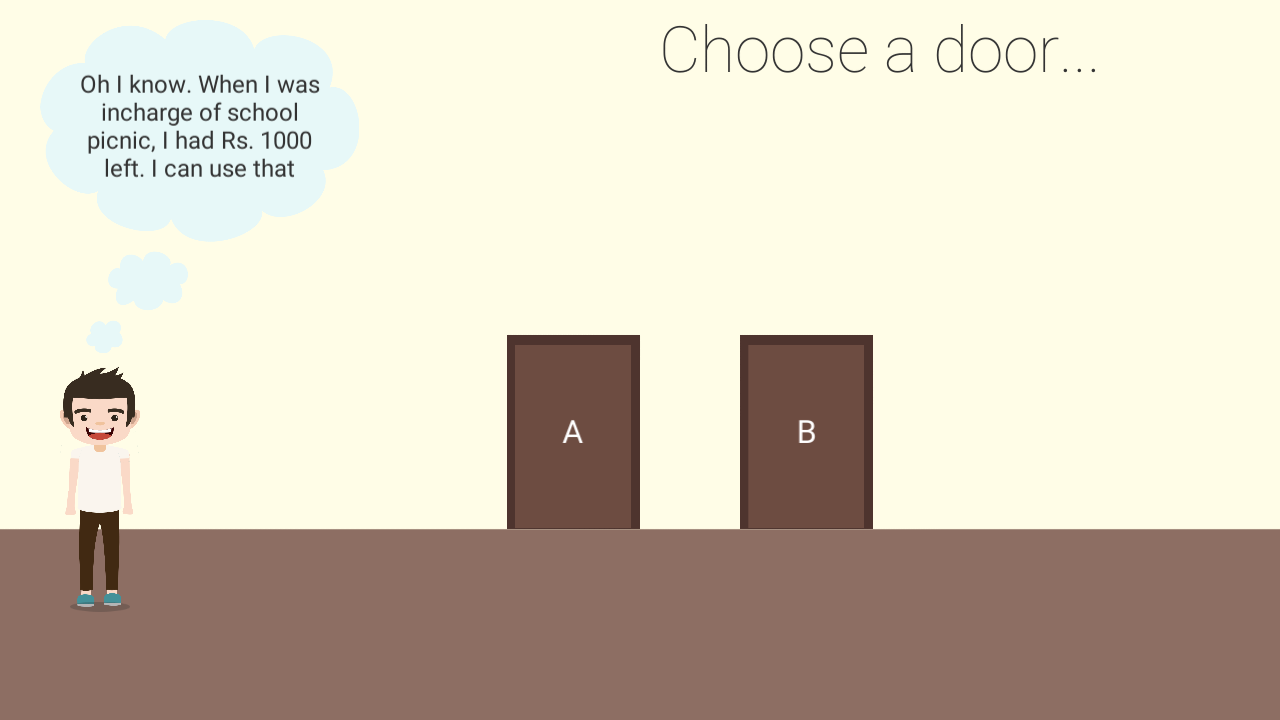 Choose a door...
Oh I know. When I was
incharge of school
picnic, I had Rs. 1000
left. I can use that
A
B